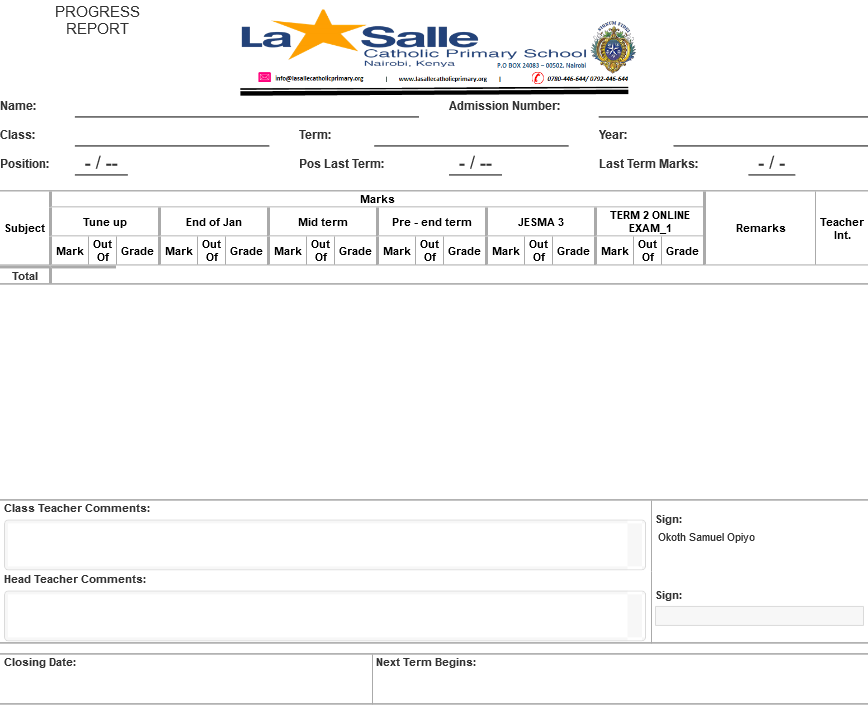 PROGRESS
REPORT
La Salle
Catholic Primary School
Nairobi, Kenya
P.O BOX 24083 – 00502, Nairobi
info@lasallecatholicprimary.org | www.lasallecatholicprimary.org | 0780-446-644/ 0792-446-644
Name: Admission Number:
Class: Term: Year:
Position: - / -- Pos Last Term: - / -- Last Term Marks: - / -
Marks
Subject Tune up End of Jan Mid term Pre - end term JESMA 3 TERM 2 ONLINE EXAM_1 Remarks Teacher Int.
Mark Out Of Grade Mark Out Of Grade Mark Out Of Grade Mark Out Of Grade Mark Out Of Grade Mark Out Of Grade
Total
Class Teacher Comments:
Sign:
Okoth Samuel Opiyo
Head Teacher Comments:
Sign:
Closing Date: Next Term Begins: